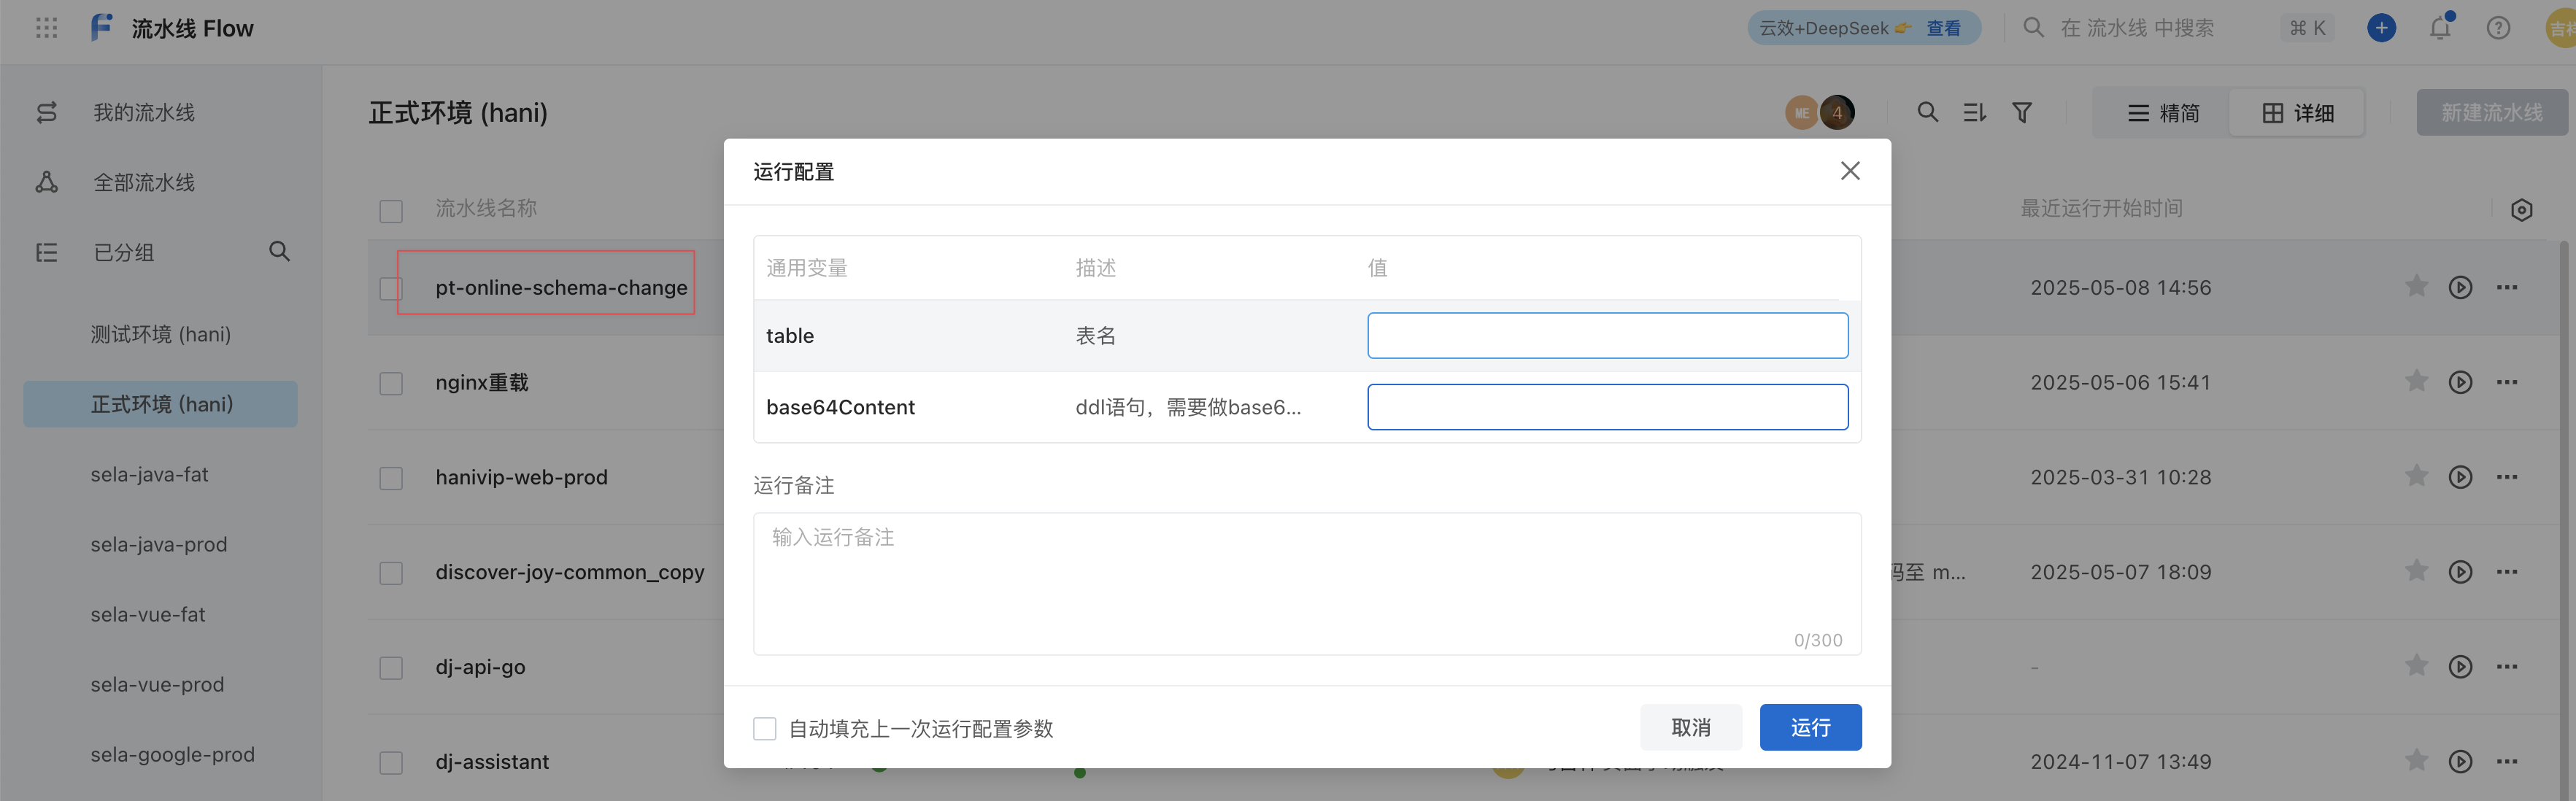 流水线 Flow
云效+DeepSeek 👉 查看
在 流水线 中搜索
⌘ K
吉祥
我的流水线
全部流水线
已分组
测试环境 (hani)
正式环境 (hani)
sela-java-fat
sela-java-prod
sela-vue-fat
sela-vue-prod
sela-google-prod
正式环境 (hani)
ME
4
精简
详细
新建流水线
流水线名称
最近运行开始时间
pt-online-schema-change
2025-05-08 14:56
nginx重载
2025-05-06 15:41
hanivip-web-prod
2025-03-31 10:28
discover-joy-common_copy
码至 m...
2025-05-07 18:09
dj-api-go
-
dj-assistant
2024-11-07 13:49
运行配置
通用变量
描述
值
table
表名
base64Content
ddl语句，需要做base6...
运行备注
输入运行备注
0/300
自动填充上一次运行配置参数
取消
运行